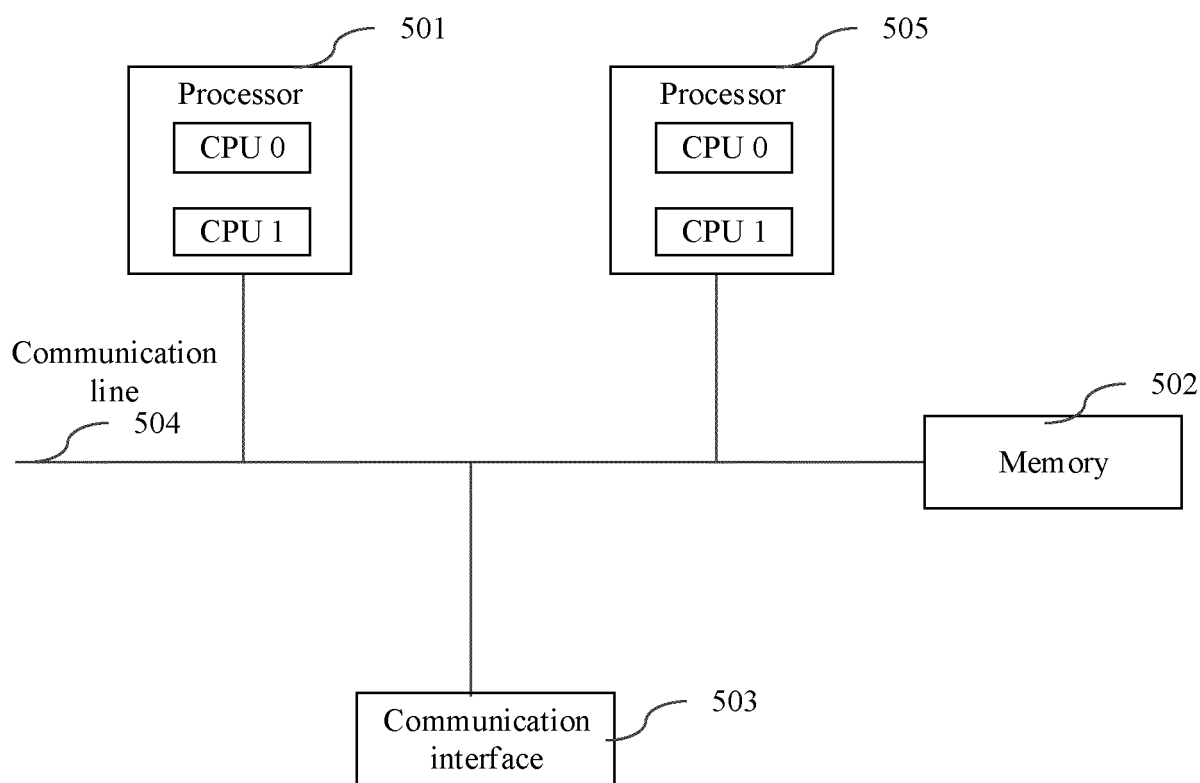 501
505
Processor
CPU 0
CPU 1
Processor
CPU 0
CPU 1
Communication
line
504
502
Memory
503
Communication
interface